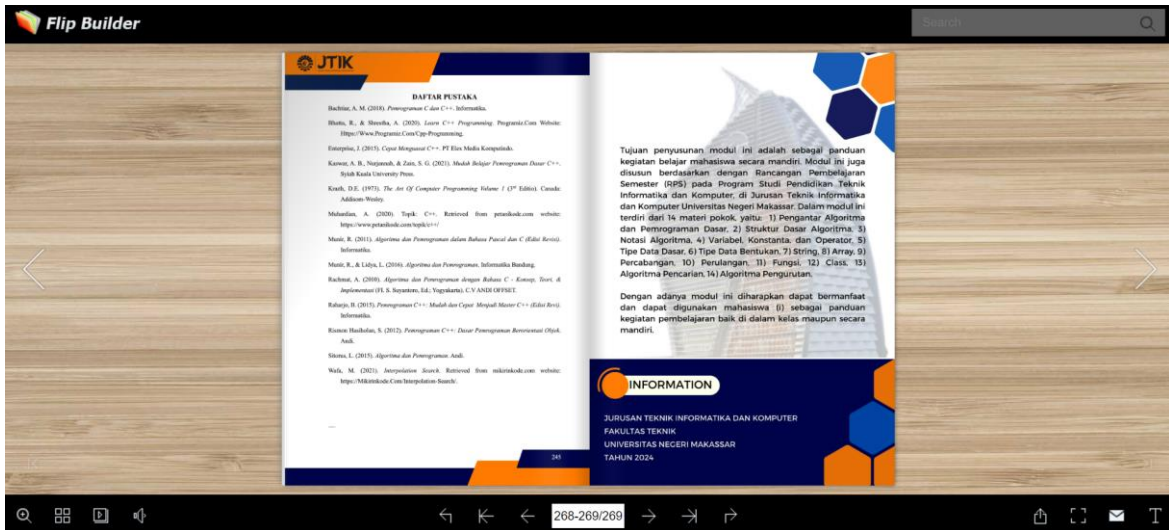 Flip Builder
Search
JTIK
DAFTAR PUSTAKA
Bachtiar, A. M. (2018). Pemrograman C dan C++. Informatika.
Bhatta, R., & Shrestha, A. (2020). Learn C++ Programming. Programiz.Com Website:
Https://Www.Programiz.Com/Cpp-Programming.
Enterprise, J. (2015). Cepat Menguasai C++. PT Elex Media Komputindo.
Kaswar, A. B., Nurjannah, & Zain, S. G. (2021). Mudah Belajar Pemrograman Dasar C++.
Syiah Kuala University Press.
Knuth, D.E. (1973). The Art Of Computer Programming Volume 1 (3rd Editio). Canada:
Addison-Wesley.
Muhardian, A. (2020) Topik: C++. Retrieved from petanikode.com website:
https://www.petanikode.com/topik/c++/
Munir, R. (2011). Algoritma dan Pemrograman dalam Bahasa Pascal dan C (Edisi Revisi).
Informatika.
Munir, R., & Lidya, L. (2016). Algoritma dan Pemrograman. Informatika Bandung.
Rachmat, A. (2010). Algoritma dan Pemrograman dengan Bahasa C - Konsep, Teori, &
Implementasi (Fl. S. Suyantoro, Ed.; Yogyakarta). C.V ANDI OFFSET.
Raharjo, B. (2015). Pemrograman C++: Mudah dan Cepat Menjadi Master C++ (Edisi Revi).
Informatika.
Rismon Hasiholan, S. (2012). Pemrograman C++: Dasar Pemrograman Berorientasi Objek.
Andi.
Sitorus, L. (2015). Algoritma dan Pemrograman. Andi.
Wafa, M. (2021). Interpolation Search. Retrieved from mikirinkode.com website:
https://Mikirinkode.Com/Interpolation-Search/.
245
Tujuan penyusunan modul ini adalah sebagai panduan
kegiatan belajar mahasiswa secara mandiri. Modul ini juga
disusun berdasarkan dengan Rancangan Pembelajaran
Semester (RPS) pada Program Studi Pendidikan Teknik
Informatika dan Komputer, di Jurusan Teknik Informatika
dan Komputer Universitas Negeri Makassar. Dalam modul ini
terdiri dari 14 materi pokok, yaitu: 1) Pengantar Algoritma
dan Pemrograman Dasar, 2) Struktur Dasar Algoritma, 3)
Notasi Algoritma, 4) Variabel, Konstanta, dan Operator, 5)
Tipe Data Dasar, 6) Tipe Data Bentukan, 7) String, 8) Array, 9)
Percabangan, 10) Perulangan, 11) Fungsi, 12) Class, 13)
Algoritma Pencarian, 14) Algoritma Pengurutan.
Dengan adanya modul ini diharapkan dapat bermanfaat
dan dapat digunakan mahasiswa (i) sebagai panduan
kegiatan pembelajaran baik di dalam kelas maupun secara
mandiri.
INFORMATION
JURUSAN TEKNIK INFORMATIKA DAN KOMPUTER
FAKULTAS TEKNIK
UNIVERSITAS NEGERI MAKASSAR
TAHUN 2024
268-269/269